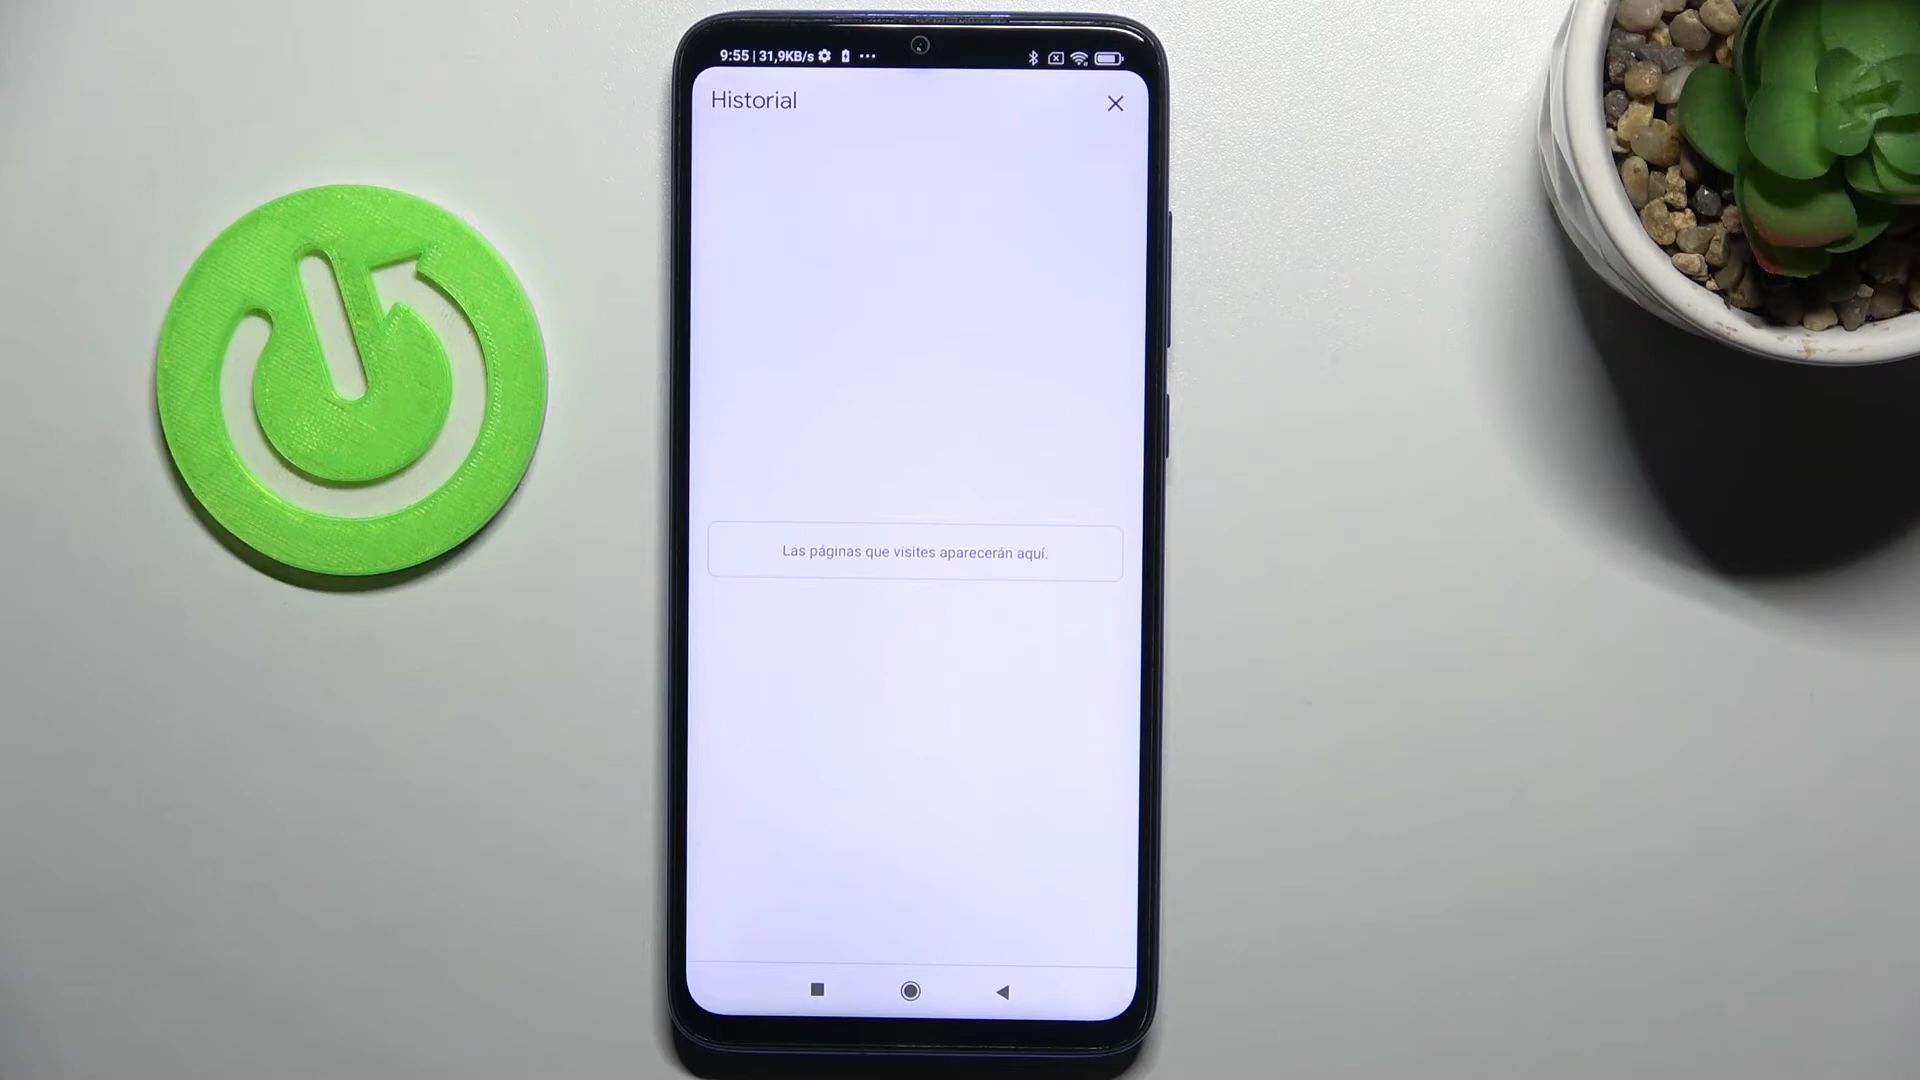 9:55 | 31,9KB/s
Historial
Las páginas que visites aparecerán aquí.